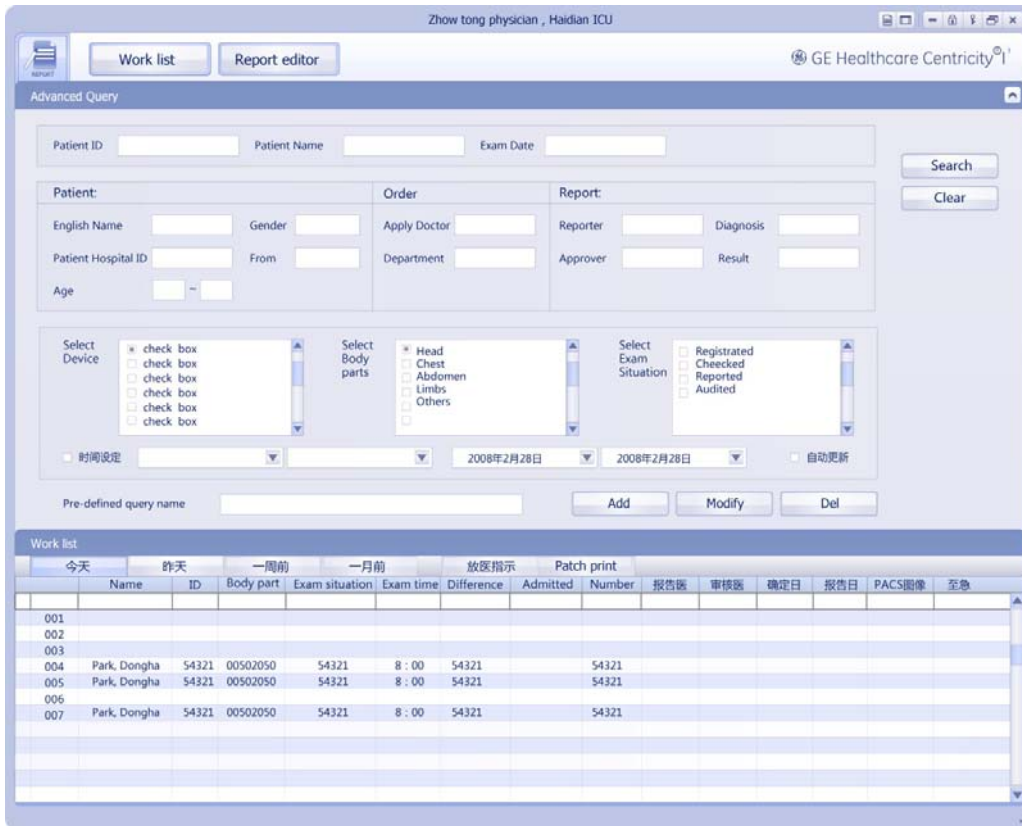 Zhow tong physician , Haidian ICU
REPORT
Work list Report editor
GE Healthcare Centricity
Advanced Query
Patient ID Patient Name Exam Date
Search
Clear
Patient: Order Report:
English Name Gender Apply Doctor Reporter Diagnosis
Patient Hospital ID From Department Approver Result
Age ~
Select Device
check box
check box
check box
check box
check box
check box
Select Body parts
Head
Chest
Abdomen
Limbs
Others
Select Exam Situation
Registrated
Cheecked
Reported
Audited
时间设定 2008年2月28日 2008年2月28日 自动更新
Pre-defined query name Add Modify Del
Work list
今天 昨天 一周前 一月前 放医指示 Patch print
Name ID Body part Exam situation Exam time Difference Admitted Number 报告医 审核医 确定日 报告日 PACS图像 至急
001
002
003
004 Park, Dongha 54321 00502050 54321 8 : 00 54321 54321
005 Park, Dongha 54321 00502050 54321 8 : 00 54321 54321
006
007 Park, Dongha 54321 00502050 54321 8 : 00 54321 54321